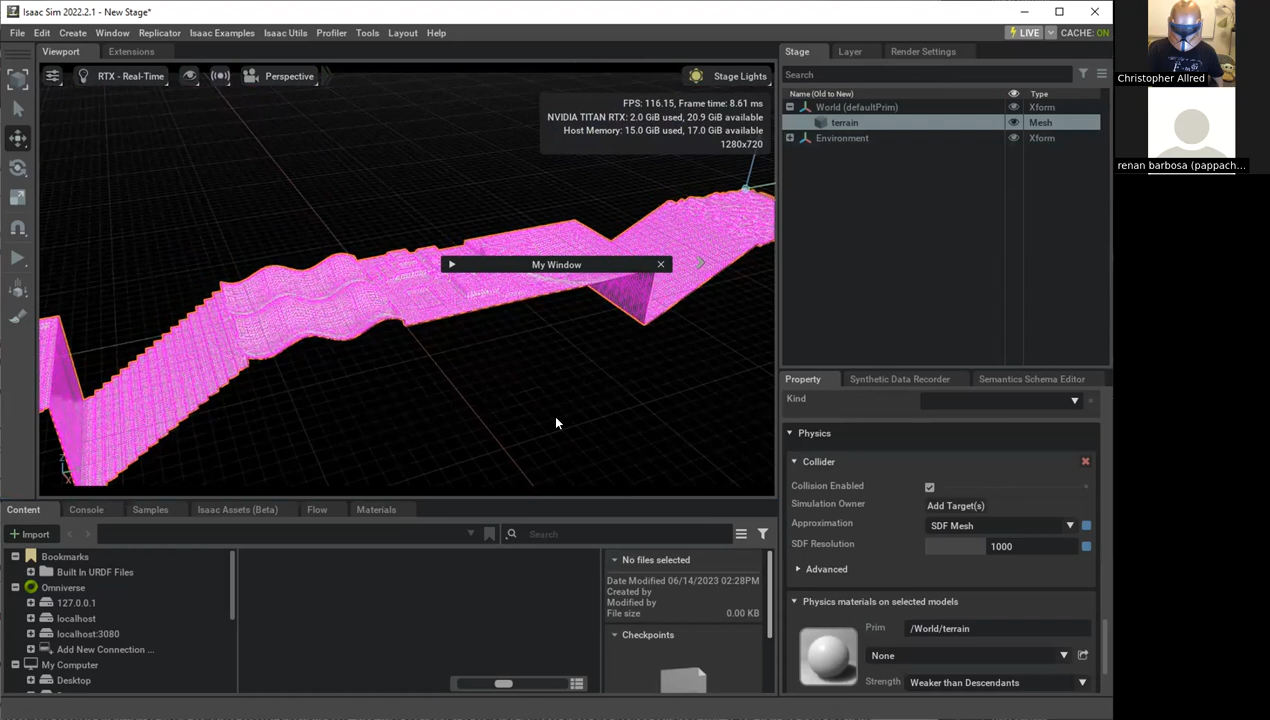 Isaac Sim 2022.2.1 - New Stage*
File Edit Create Window Replicator Isaac Examples Isaac Utils Profiler Tools Layout Help
LIVE CACHE: ON
Viewport Extensions
RTX - Real-Time Perspective Stage Lights
FPS: 116.15, Frame time: 8.61 ms
NVIDIA TITAN RTX: 2.0 GiB used, 20.9 GiB available
Host Memory: 15.0 GiB used, 17.0 GiB available
1280x720
My Window
Stage Layer Render Settings
Search
Name (Old to New) Type
World (defaultPrim) Xform
terrain Mesh
Environment Xform
Property Synthetic Data Recorder Semantics Schema Editor
Kind
Physics
Collider
Collision Enabled
Simulation Owner Add Target(s)
Approximation SDF Mesh
SDF Resolution 1000
Advanced
Physics materials on selected models
Prim /World/terrain
None
Strength Weaker than Descendants
Content Console Samples Isaac Assets (Beta) Flow Materials
Import Search
Bookmarks
Built In URDF Files
Omniverse
127.0.0.1
localhost
localhost:3080
Add New Connection ...
My Computer
Desktop
No files selected
Date Modified 06/14/2023 02:28PM
Created by
Modified by
File size 0.00 KB
Checkpoints
Christopher Allred
renan barbosa (pappach...